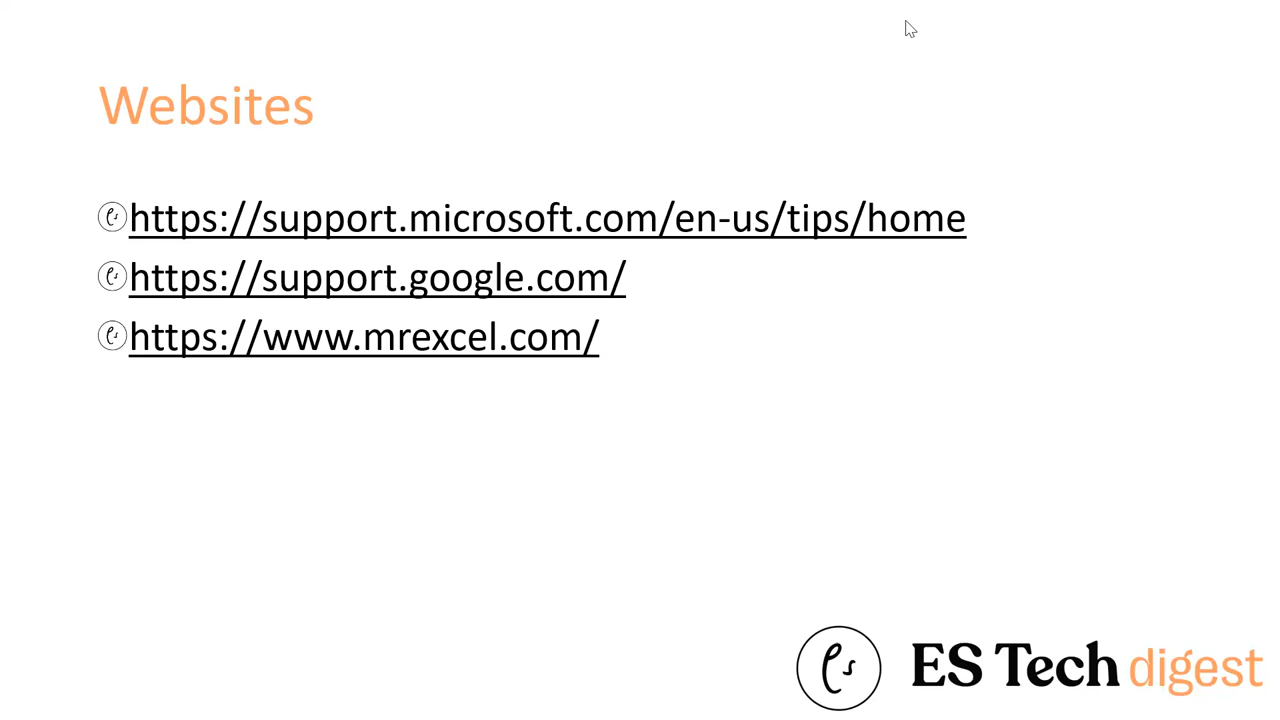 Websites
https://support.microsoft.com/en-us/tips/home
https://support.google.com/
https://www.mrexcel.com/
es ES Tech digest